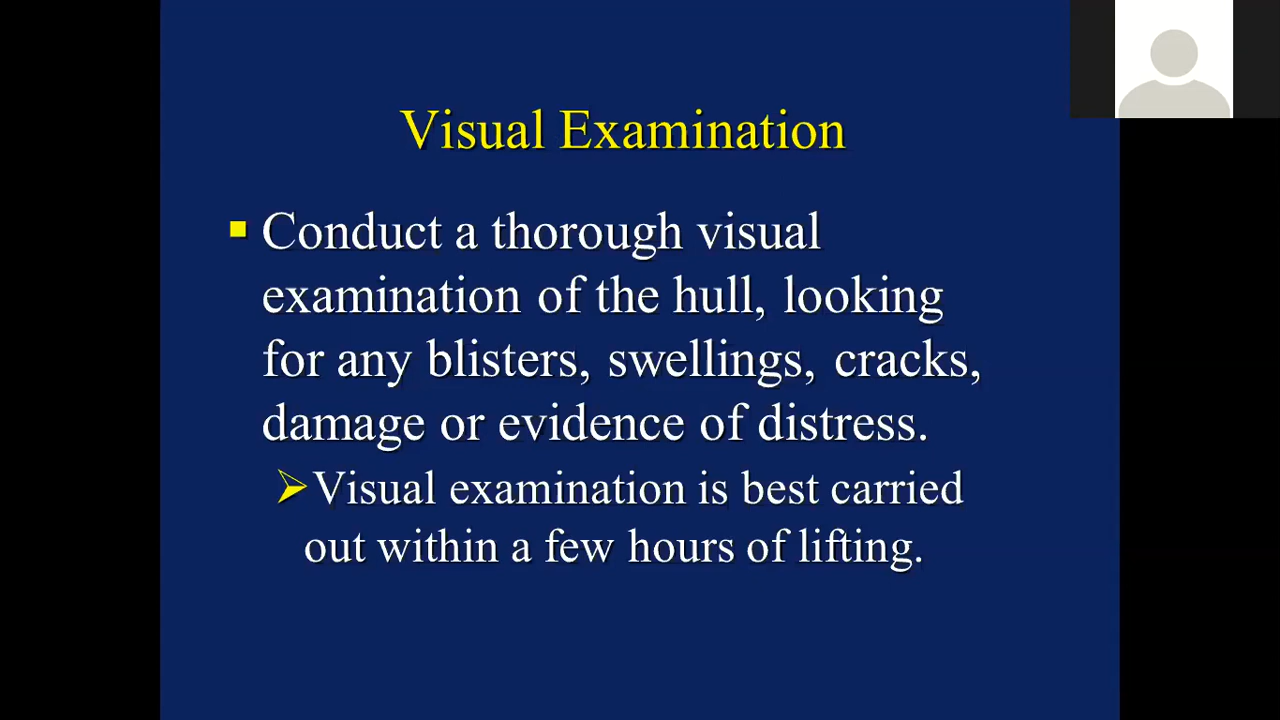 Visual Examination
Conduct a thorough visual
examination of the hull, looking
for any blisters, swellings, cracks,
damage or evidence of distress.
Visual examination is best carried
out within a few hours of lifting.